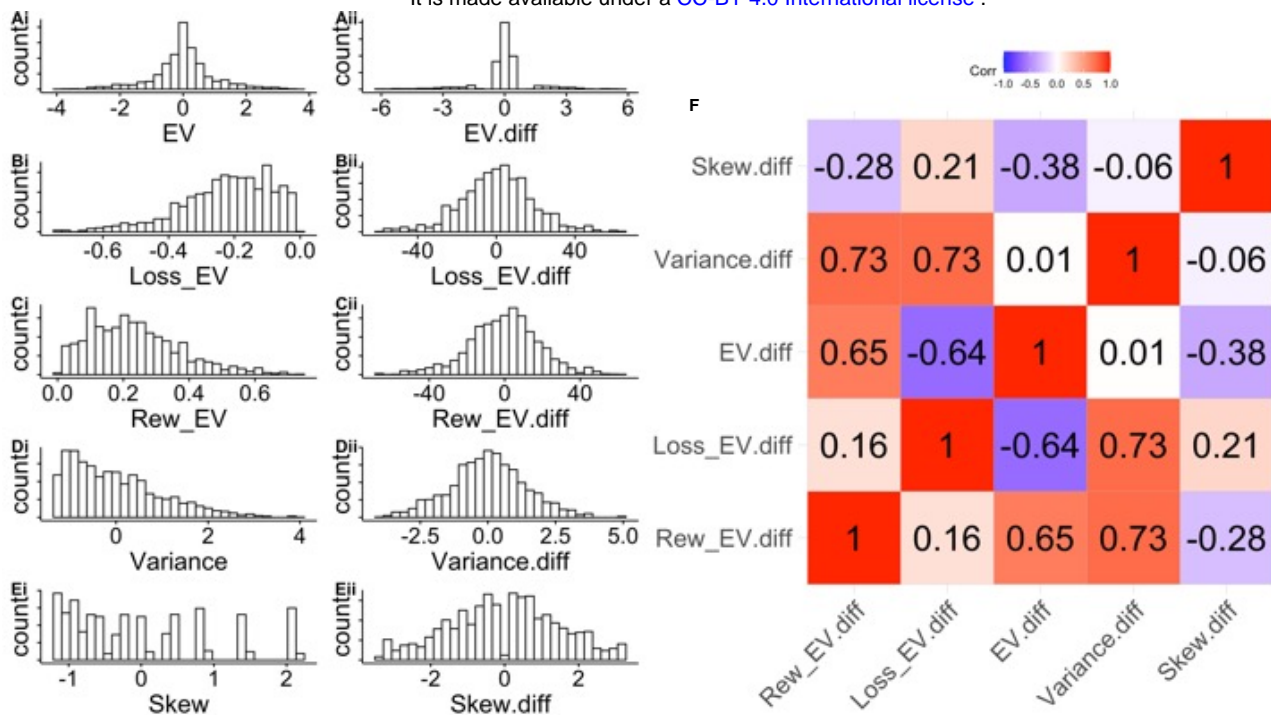 It is made available under a CC-BY 4.0 International license .
Ai
count
-4 -2 0 2 4
EV
Aii
count
-6 -3 0 3 6
EV.diff
Bi
count
-0.6 -0.4 -0.2 0.0
Loss_EV
Bii
count
-40 0 40
Loss_EV.diff
Ci
count
0.0 0.2 0.4 0.6
Rew_EV
Cii
count
-40 0 40
Rew_EV.diff
Di
count
0 2 4
Variance
Dii
count
-2.5 0.0 2.5 5.0
Variance.diff
Ei
count
-1 0 1 2
Skew
Eii
count
-2 0 2
Skew.diff
Corr
-1.0 -0.5 0.0 0.5 1.0
F
Skew.diff -0.28 0.21 -0.38 -0.06 1
Variance.diff 0.73 0.73 0.01 1 -0.06
EV.diff 0.65 -0.64 1 0.01 -0.38
Loss_EV.diff 0.16 1 -0.64 0.73 0.21
Rew_EV.diff 1 0.16 0.65 0.73 -0.28
Rew_EV.diff Loss_EV.diff EV.diff Variance.diff Skew.diff